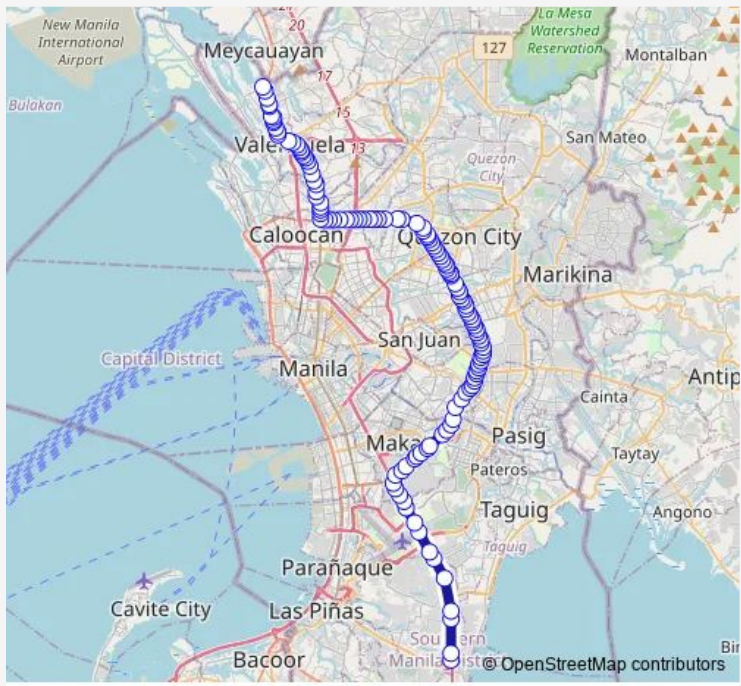 20
La Mesa
Watershed
Reservation
New Manila
International
Airport
Meycauayan
127
Montalban
17
Bulakan
15
San Mateo
13
Quezon
City
Caloocan
Quezon City
Marikina
San Juan
Capital District
Manila
Antip
Cainta
Pasig
Taytay
Pateros
Taguig
Angono
Taguig
Parañaque
Cavite City
Las Piñas
Bacoor
© OpenStreetMap contributors